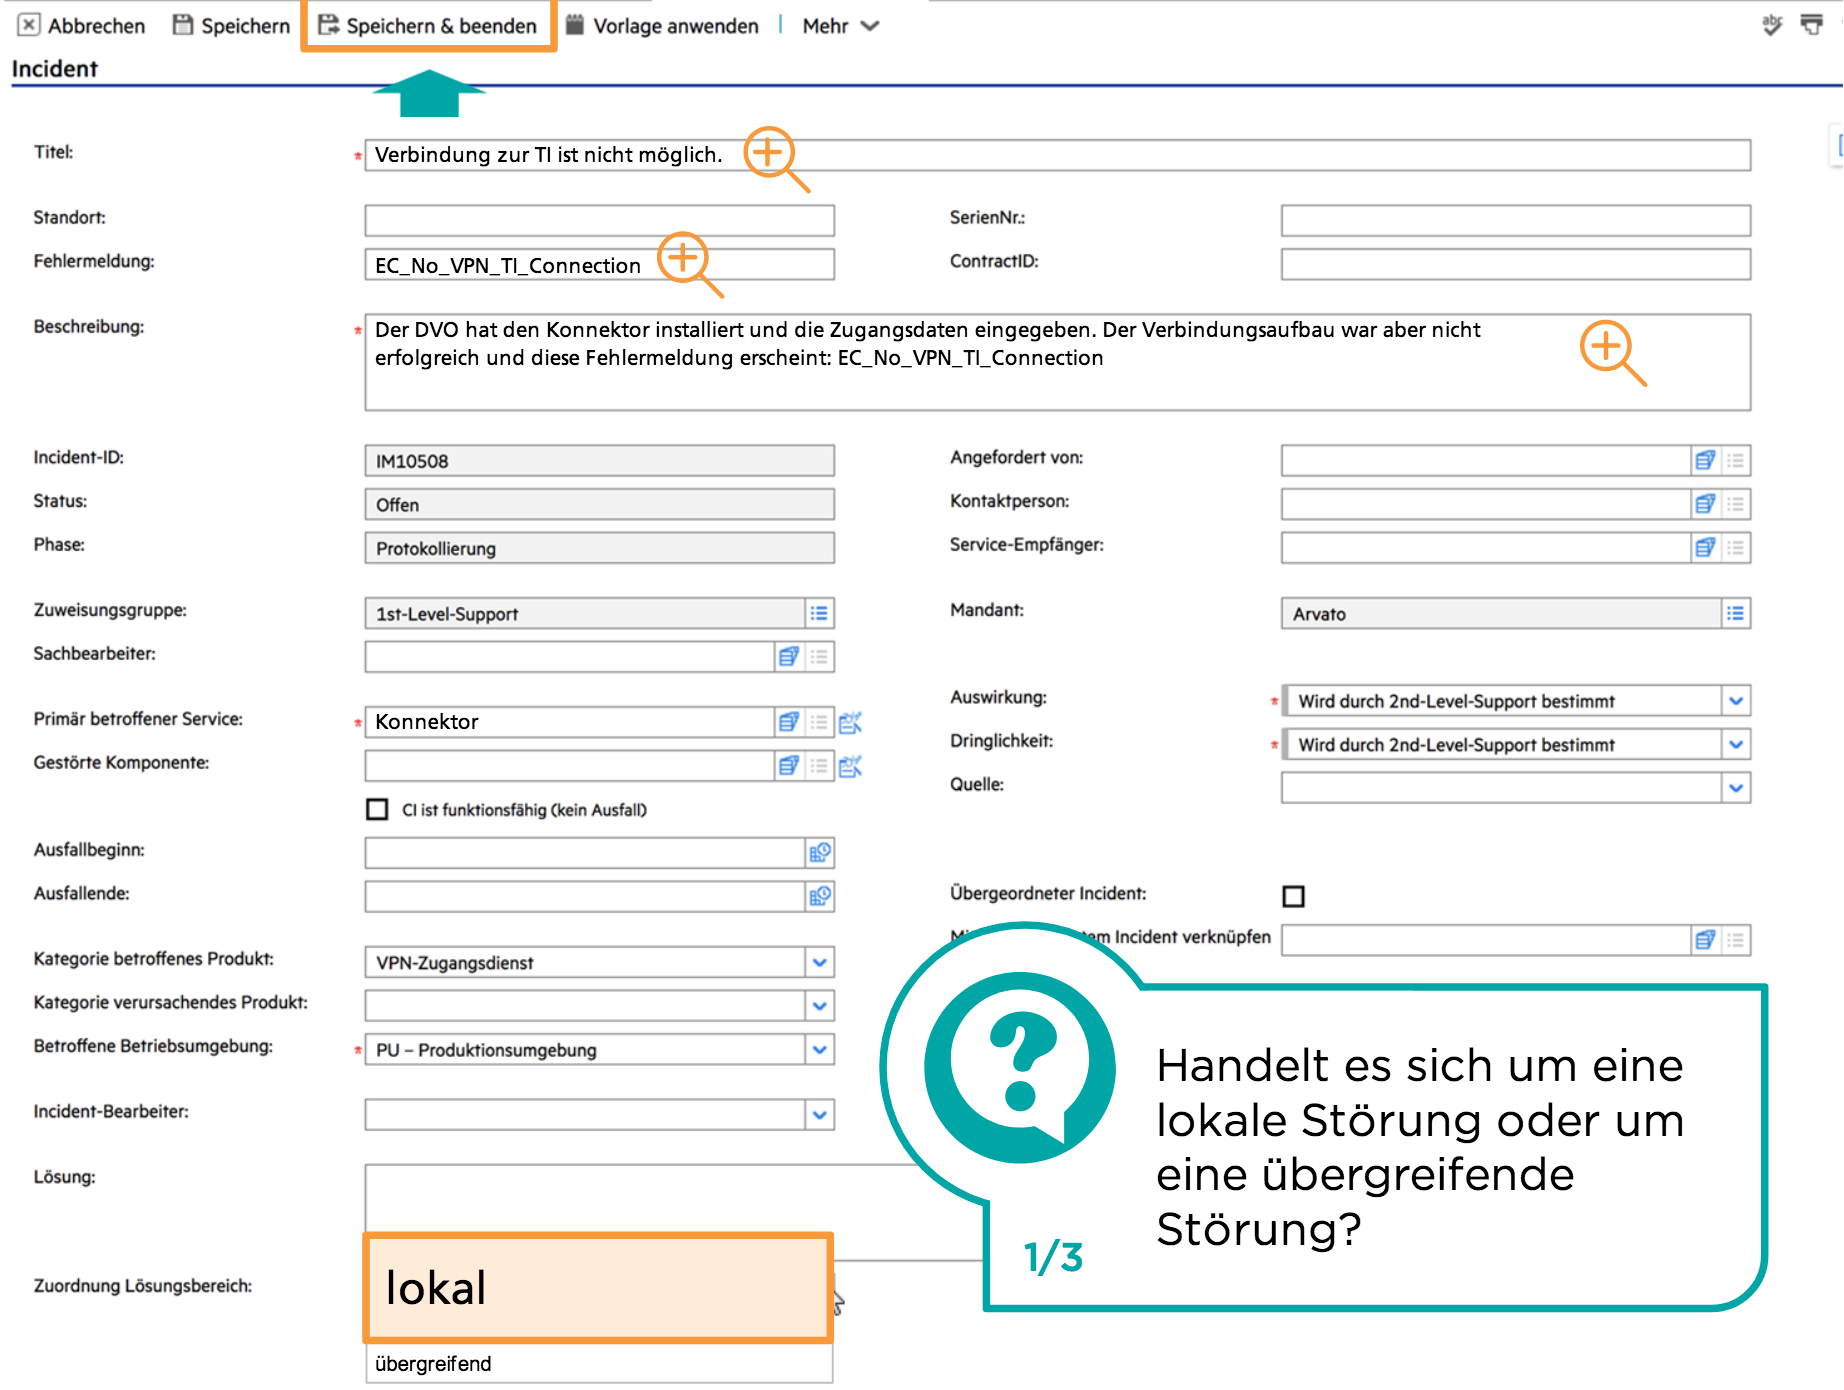 Abbrechen Speichern Speichern & beenden Vorlage anwenden Mehr abc
Incident
Titel: * Verbindung zur TI ist nicht möglich.
Standort: SerienNr.:
Fehlermeldung: EC_No_VPN_TI_Connection ContractID:
Beschreibung: * Der DVO hat den Konnektor installiert und die Zugangsdaten eingegeben. Der Verbindungsaufbau war aber nicht
erfolgreich und diese Fehlermeldung erscheint: EC_No_VPN_TI_Connection
Incident-ID: IM10508 Angefordert von:
Status: Offen Kontaktperson:
Phase: Protokollierung Service-Empfänger:
Zuweisungsgruppe: 1st-Level-Support Mandant: Arvato
Sachbearbeiter:
Auswirkung: * Wird durch 2nd-Level-Support bestimmt
Primär betroffener Service: * Konnektor
Dringlichkeit: * Wird durch 2nd-Level-Support bestimmt
Gestörte Komponente:
Quelle:
CI ist funktionsfähig (kein Ausfall)
Ausfallbeginn:
Ausfallende: Übergeordneter Incident:
Incident verknüpfen
Kategorie betroffenes Produkt: VPN-Zugangsdienst
Kategorie verursachendes Produkt:
Betroffene Betriebsumgebung: * PU – Produktionsumgebung
Incident-Bearbeiter:
Lösung:
Zuordnung Lösungsbereich: lokal
übergreifend
?
Handelt es sich um eine
lokale Störung oder um
eine übergreifende
Störung?
1/3